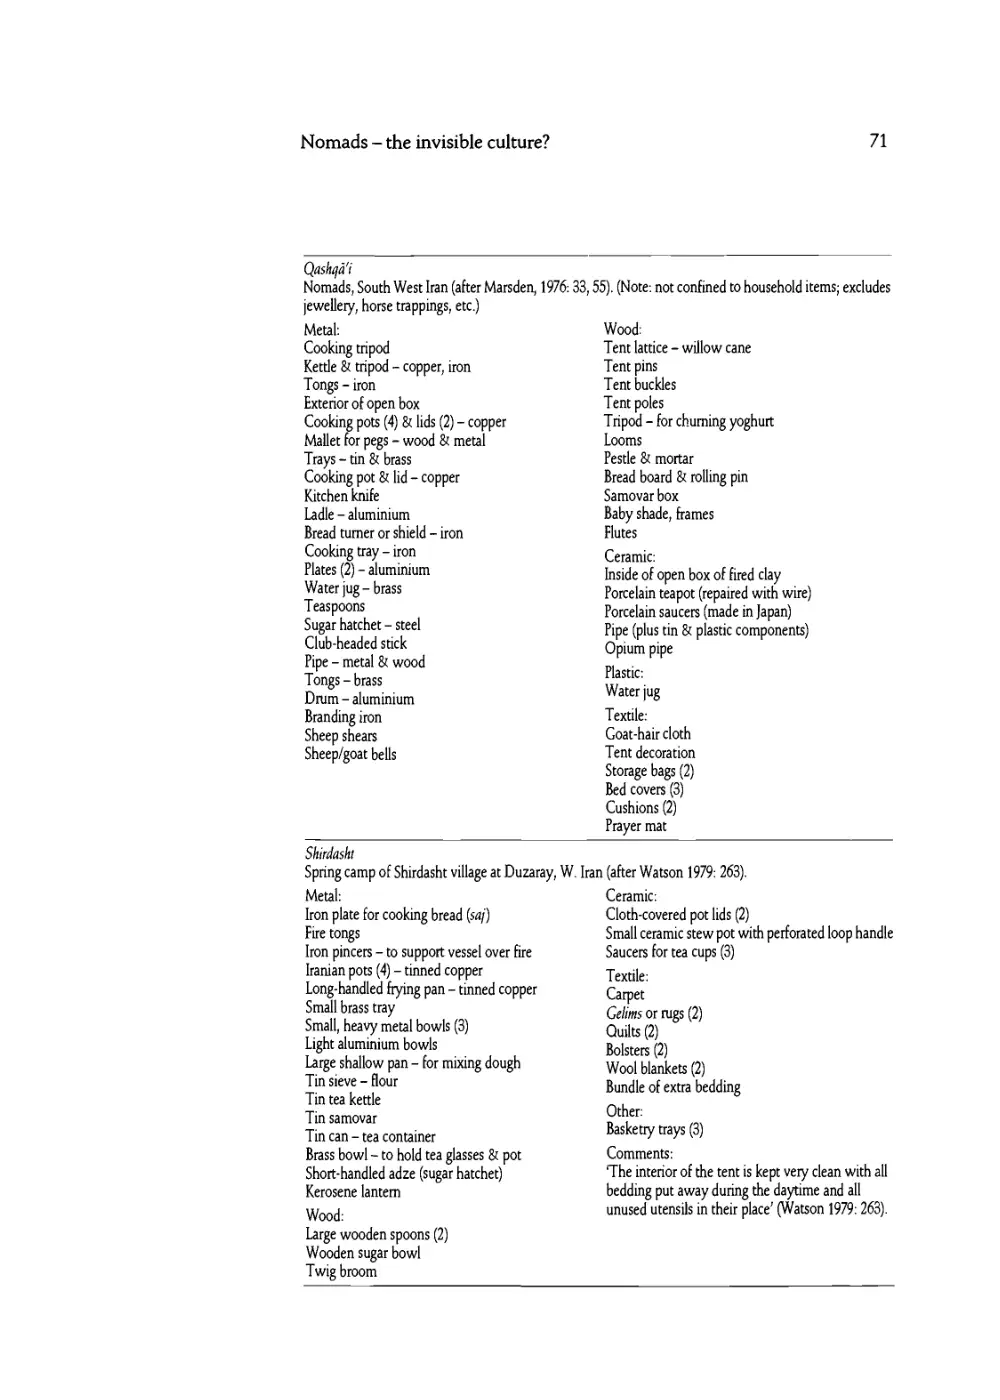 Nomads – the invisible culture? 71
Qashqā'i
Nomads, South West Iran (after Marsden, 1976: 33, 55). (Note: not confined to household items; excludes
jewellery, horse trappings, etc.)
Metal:
Cooking tripod
Kettle & tripod – copper, iron
Tongs – iron
Exterior of open box
Cooking pots (4) & lids (2) – copper
Mallet for pegs – wood & metal
Trays – tin & brass
Cooking pot & lid – copper
Kitchen knife
Ladle – aluminium
Bread turner or shield – iron
Cooking tray – iron
Plates (2) – aluminium
Water jug – brass
Teaspoons
Sugar hatchet – steel
Club-headed stick
Pipe – metal & wood
Tongs – brass
Drum – aluminium
Branding iron
Sheep shears
Sheep/goat bells
Wood:
Tent lattice – willow cane
Tent pins
Tent buckles
Tent poles
Tripod – for churning yoghurt
Looms
Pestle & mortar
Bread board & rolling pin
Samovar box
Baby shade, frames
Flutes
Ceramic:
Inside of open box of fired clay
Porcelain teapot (repaired with wire)
Porcelain saucers (made in Japan)
Pipe (plus tin & plastic components)
Opium pipe
Plastic:
Water jug
Textile:
Goat-hair cloth
Tent decoration
Storage bags (2)
Bed covers (3)
Cushions (2)
Prayer mat
Shirdasht
Spring camp of Shirdasht village at Duzaray, W. Iran (after Watson 1979: 263).
Metal:
Iron plate for cooking bread (saj)
Fire tongs
Iron pincers – to support vessel over fire
Iranian pots (4) – tinned copper
Long-handled frying pan – tinned copper
Small brass tray
Small, heavy metal bowls (3)
Light aluminium bowls
Large shallow pan – for mixing dough
Tin sieve – flour
Tin tea kettle
Tin samovar
Tin can – tea container
Brass bowl – to hold tea glasses & pot
Short-handled adze (sugar hatchet)
Kerosene lantern
Wood:
Large wooden spoons (2)
Wooden sugar bowl
Twig broom
Ceramic:
Cloth-covered pot lids (2)
Small ceramic stew pot with perforated loop handle
Saucers for tea cups (3)
Textile:
Carpet
Gelims or rugs (2)
Quilts (2)
Bolsters (2)
Wool blankets (2)
Bundle of extra bedding
Other:
Basketry trays (3)
Comments:
'The interior of the tent is kept very clean with all
bedding put away during the daytime and all
unused utensils in their place' (Watson 1979: 263).